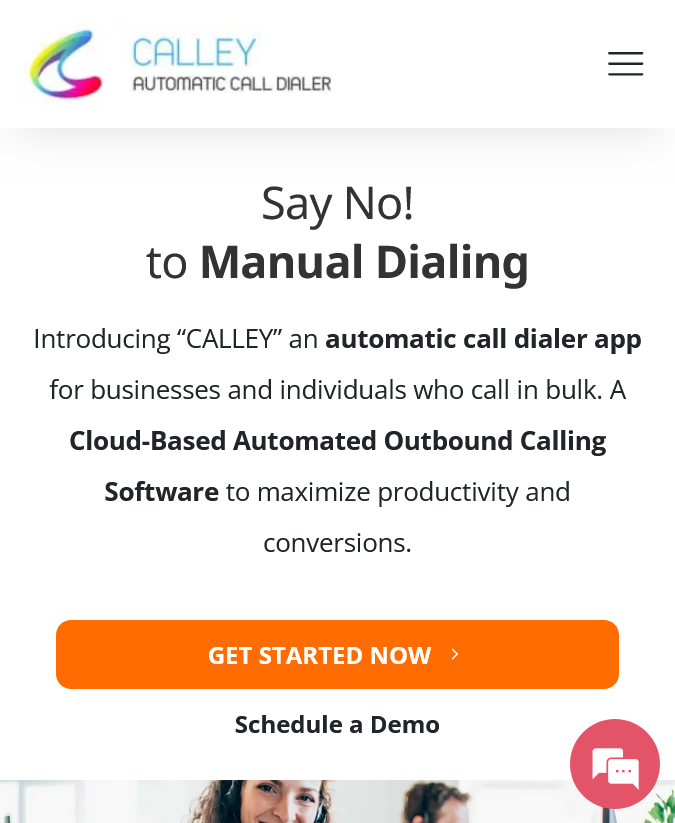 CALLEY
AUTOMATIC CALL DIALER
Say No!
to Manual Dialing
Introducing “CALLEY” an automatic call dialer app
for businesses and individuals who call in bulk. A
Cloud-Based Automated Outbound Calling
Software to maximize productivity and
conversions.
GET STARTED NOW
Schedule a Demo